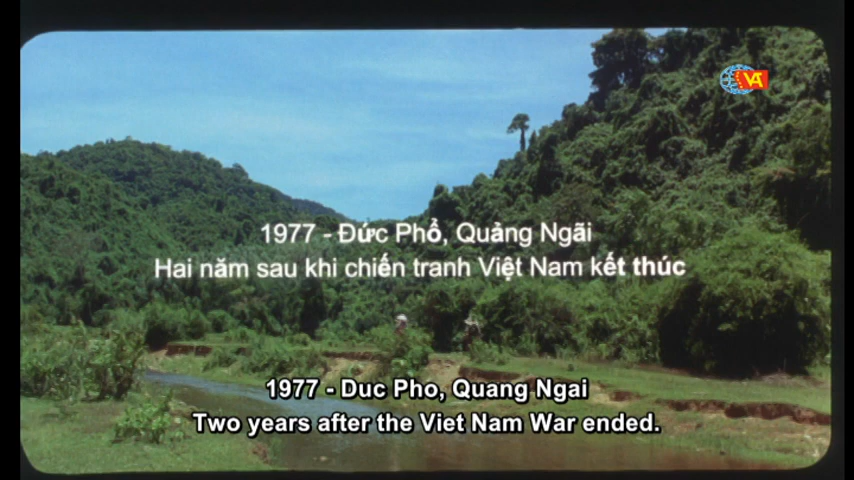 VA
1977 - Đức Phổ, Quảng Ngãi
Hai năm sau khi chiến tranh Việt Nam kết thúc
1977 - Duc Pho, Quang Ngai
Two years after the Viet Nam War ended.